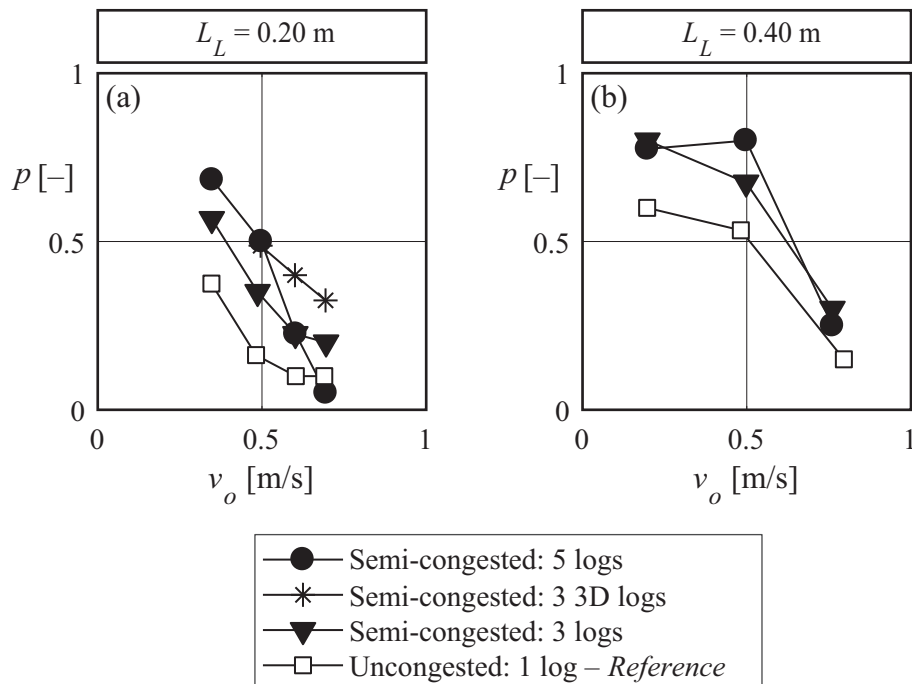 L_L = 0.20 m
L_L = 0.40 m
(a)
1
p [–]
0.5
0
0
0.5
1
v_o [m/s]
(b)
1
p [–]
0.5
0
0
0.5
1
v_o [m/s]
Semi-congested: 5 logs
Semi-congested: 3 3D logs
Semi-congested: 3 logs
Uncongested: 1 log – Reference